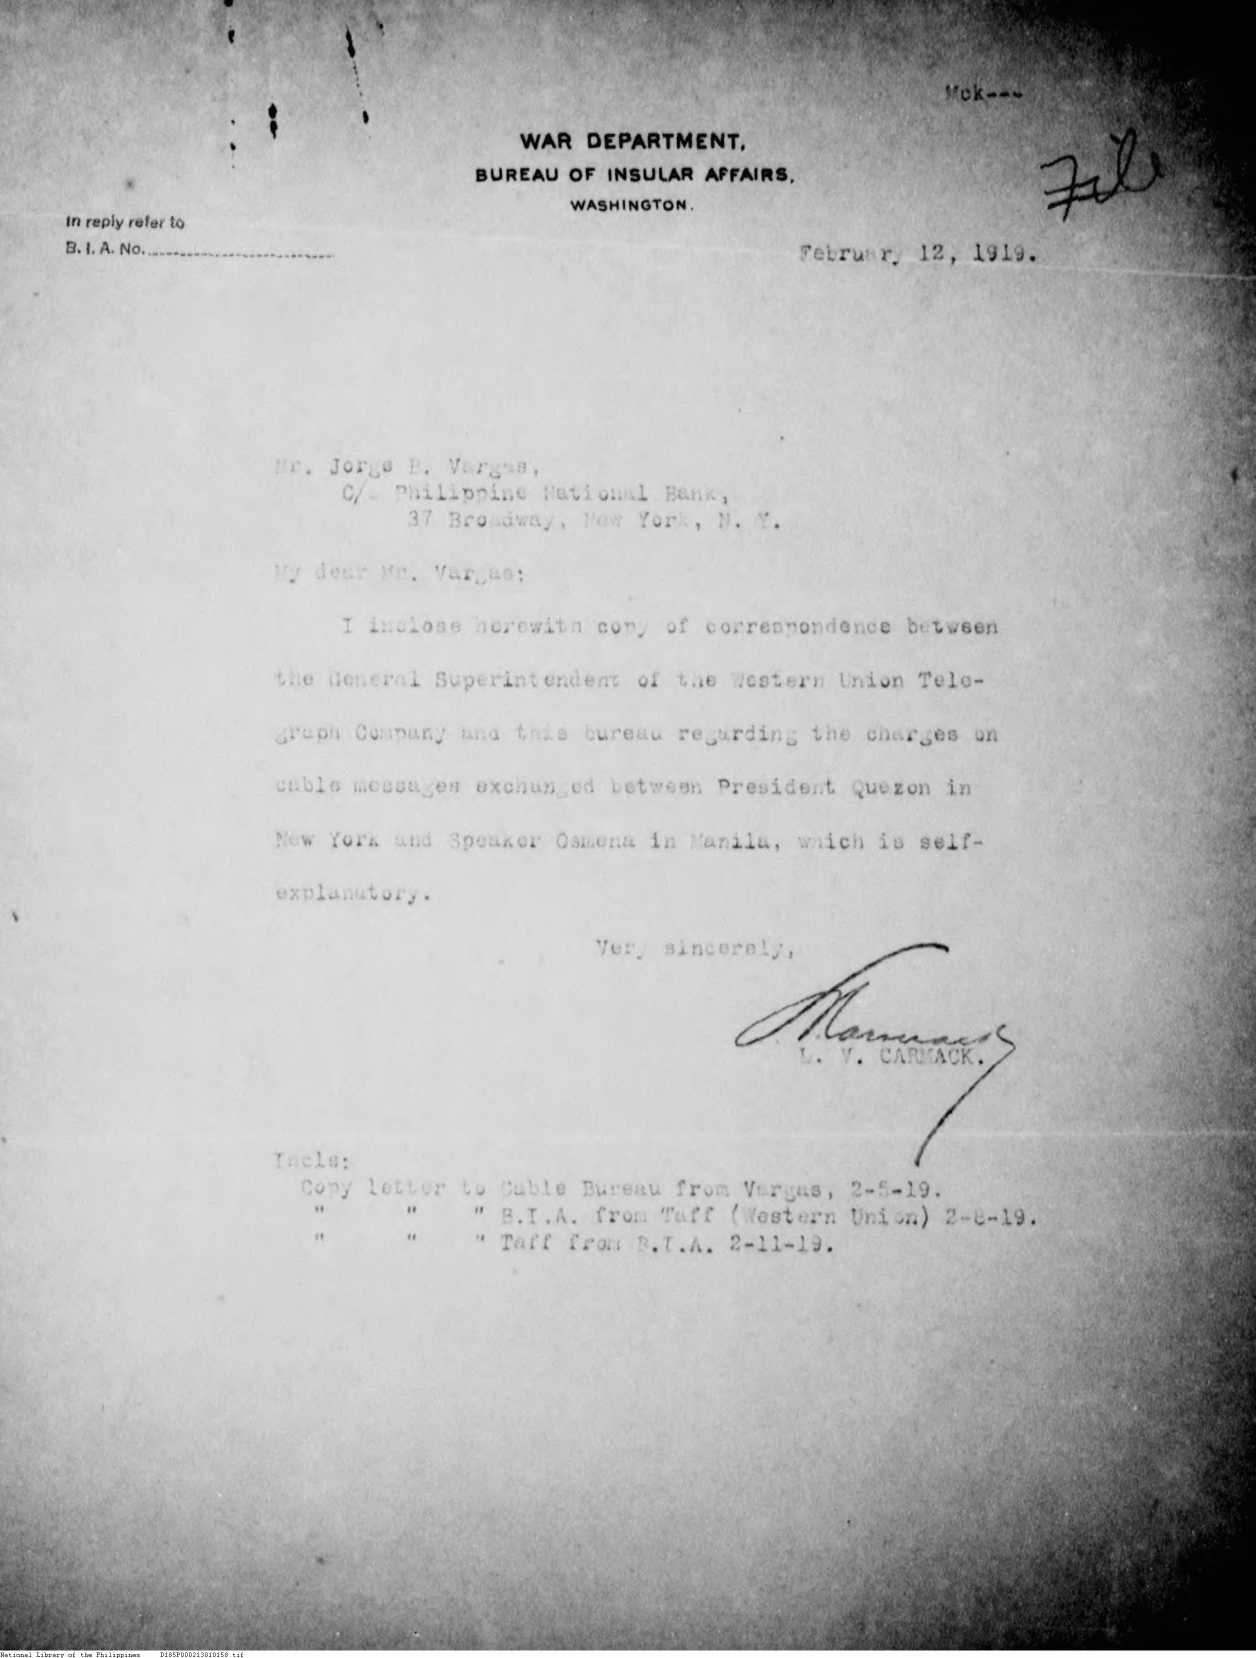 Mck---
WAR DEPARTMENT,
BUREAU OF INSULAR AFFAIRS,
WASHINGTON.
File
In reply refer to
B. I. A. No.
February 12, 1919.
Mr. Jorge B. Vargas,
C/o Philippine National Bank,
37 Broadway, New York, N. Y.
My dear Mr. Vargas:
I inclose herewith copy of correspondence between
the General Superintendent of the Western Union Tele-
graph Company and this bureau regarding the charges on
cable messages exchanged between President Quezon in
New York and Speaker Osmena in Manila, which is self-
explanatory.
Very sincerely,
L. V. CARMACK.
Incls:
Copy letter to Cable Bureau from Vargas, 2-5-19.
" " " B.I.A. from Taff (Western Union) 2-8-19.
" " " Taff from B.I.A. 2-11-19.
National Library of the Philippines D185P000213810158.tif